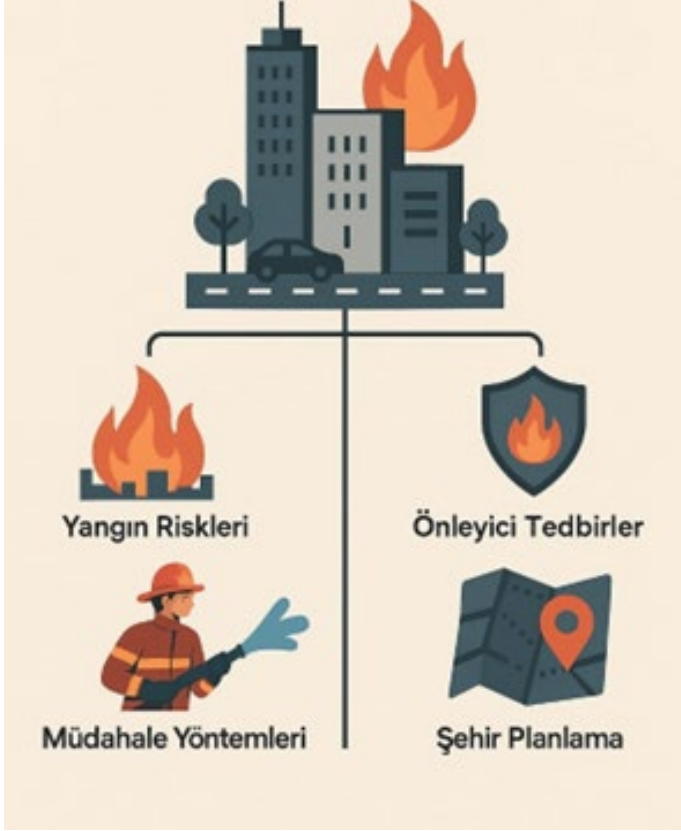 Yangın Riskleri
Önleyici Tedbirler
Müdahale Yöntemleri
Şehir Planlama